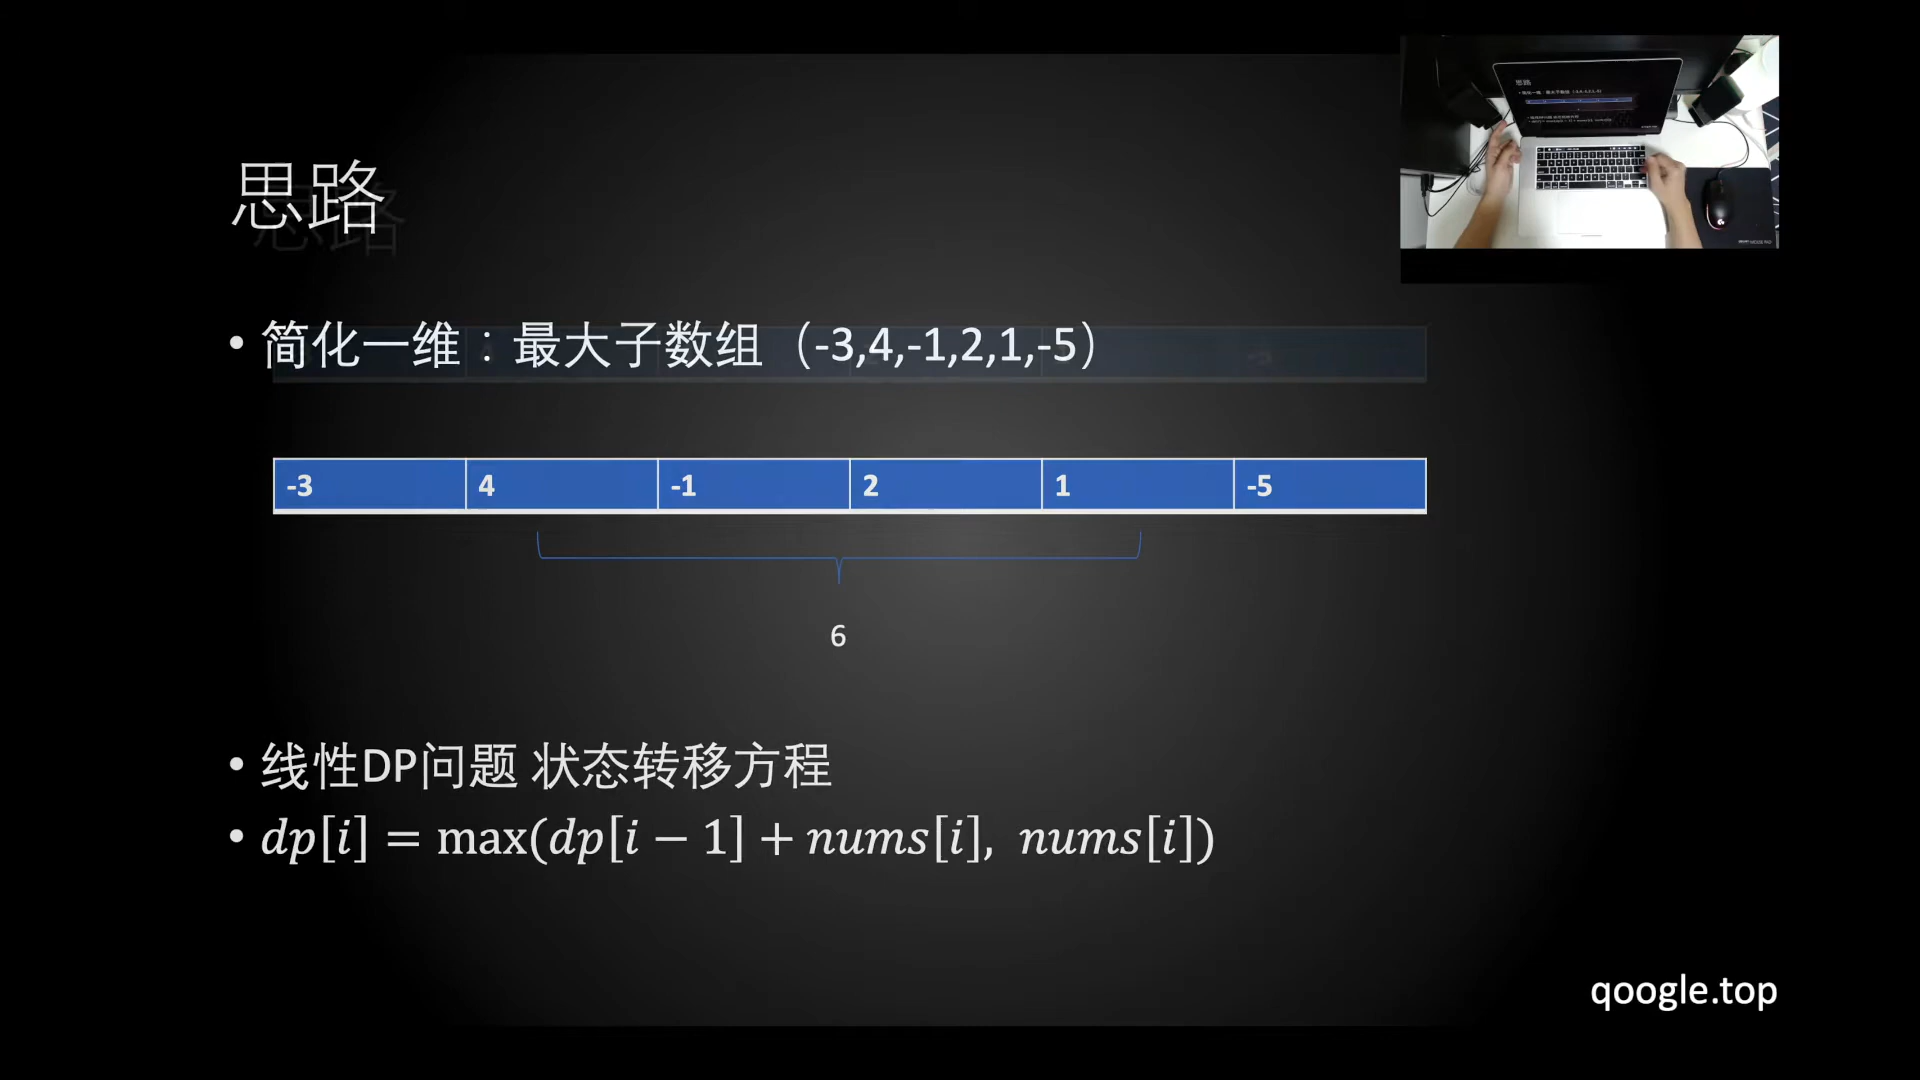 思路
• 简化一维：最大子数组（-3,4,-1,2,1,-5）
-3 4 -1 2 1 -5
6
• 线性DP问题 状态转移方程
• dp[i] = max(dp[i − 1] + nums[i], nums[i])
qoogle.top